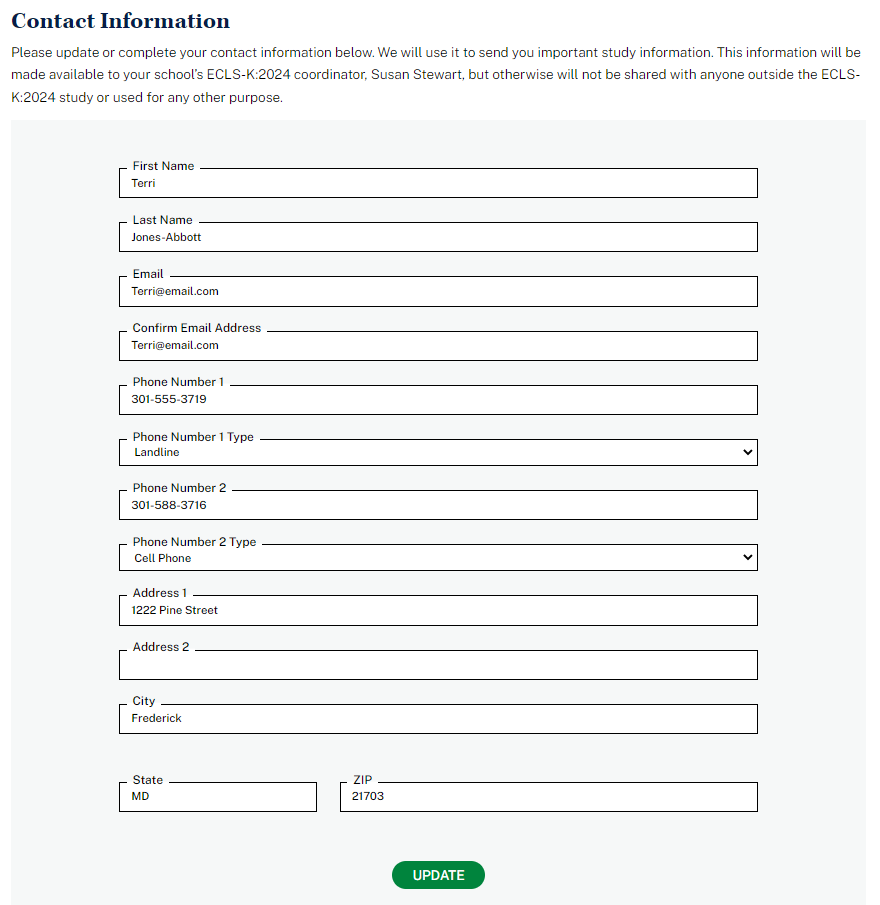 Contact Information
Please update or complete your contact information below. We will use it to send you important study information. This information will be
made available to your school's ECLS-K:2024 coordinator, Susan Stewart, but otherwise will not be shared with anyone outside the ECLS-
K:2024 study or used for any other purpose.
First Name
Terri
Last Name
Jones-Abbott
Email
Terri@email.com
Confirm Email Address
Terri@email.com
Phone Number 1
301-555-3719
Phone Number 1 Type
Landline
Phone Number 2
301-588-3716
Phone Number 2 Type
Cell Phone
Address 1
1222 Pine Street
Address 2
City
Frederick
State
MD
ZIP
21703
UPDATE